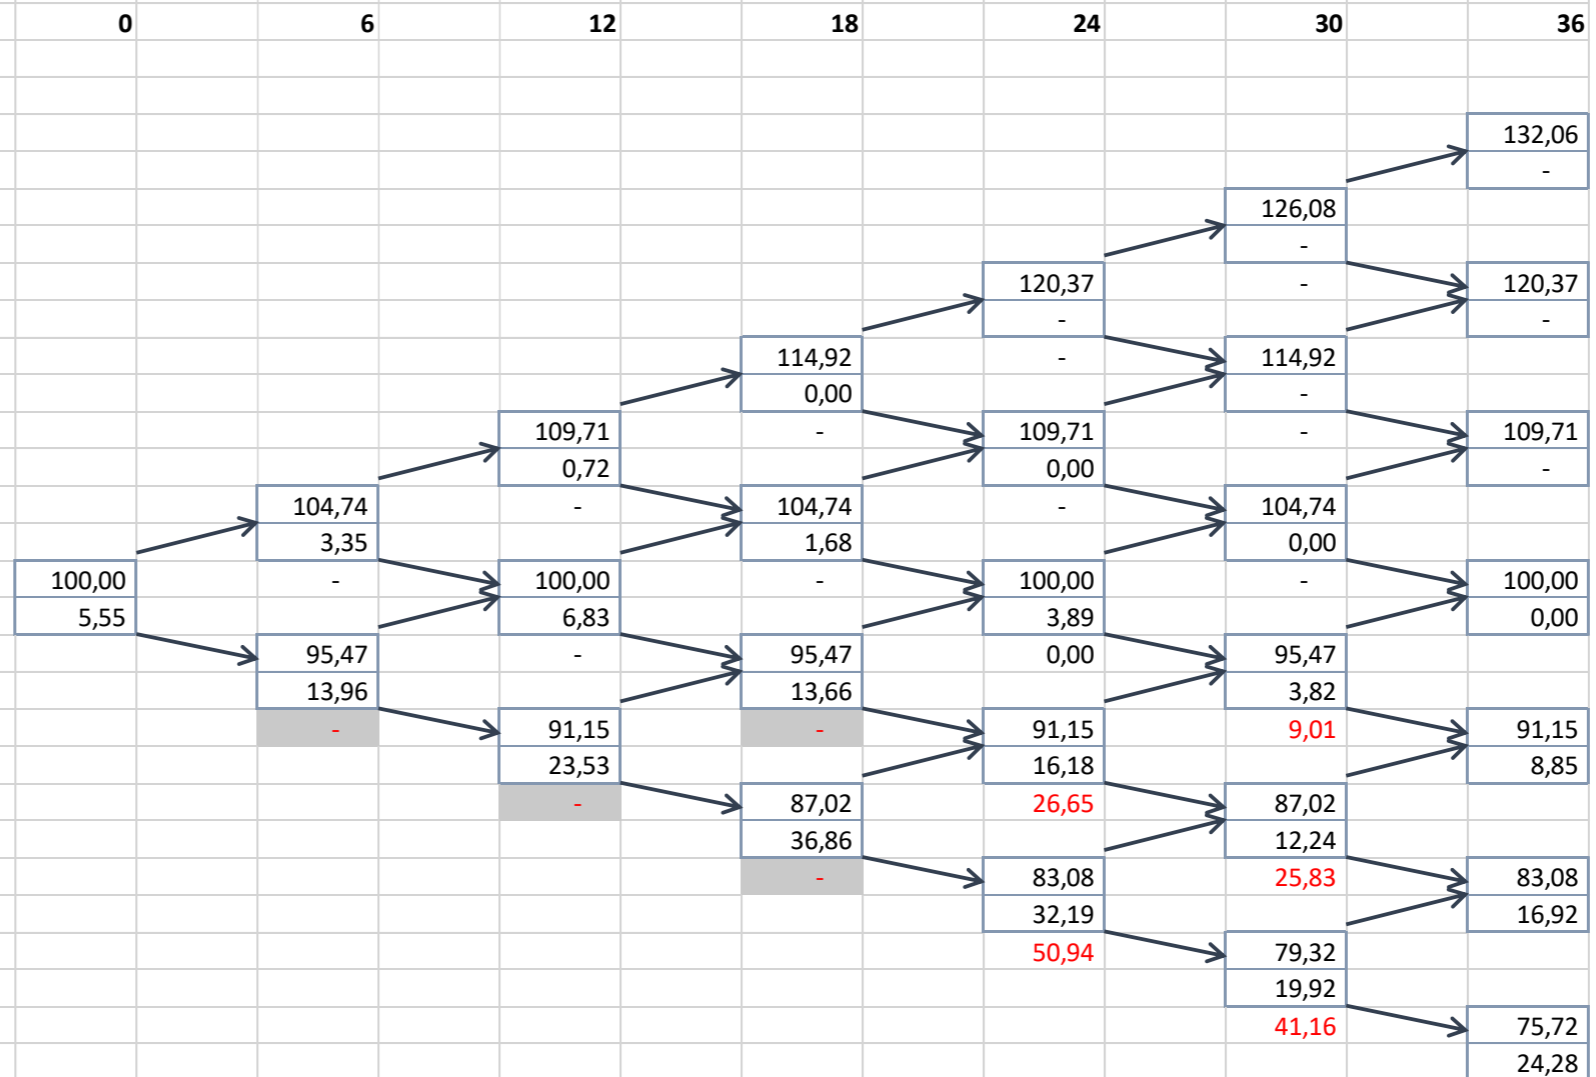 0 6 12 18 24 30 36
132,06
-
126,08
-
120,37 - 120,37
- -
114,92 - 114,92
0,00 -
109,71 - 109,71 - 109,71
0,72 0,00 -
104,74 - 104,74 - 104,74
3,35 1,68 0,00
100,00 - 100,00 - 100,00 - 100,00
5,55 6,83 3,89 0,00
95,47 - 95,47 0,00 95,47
13,96 13,66 3,82
- 91,15 - 91,15 9,01 91,15
23,53 16,18 8,85
- 87,02 26,65 87,02
36,86 12,24
- 83,08 25,83 83,08
32,19 16,92
50,94 79,32
19,92
41,16 75,72
24,28